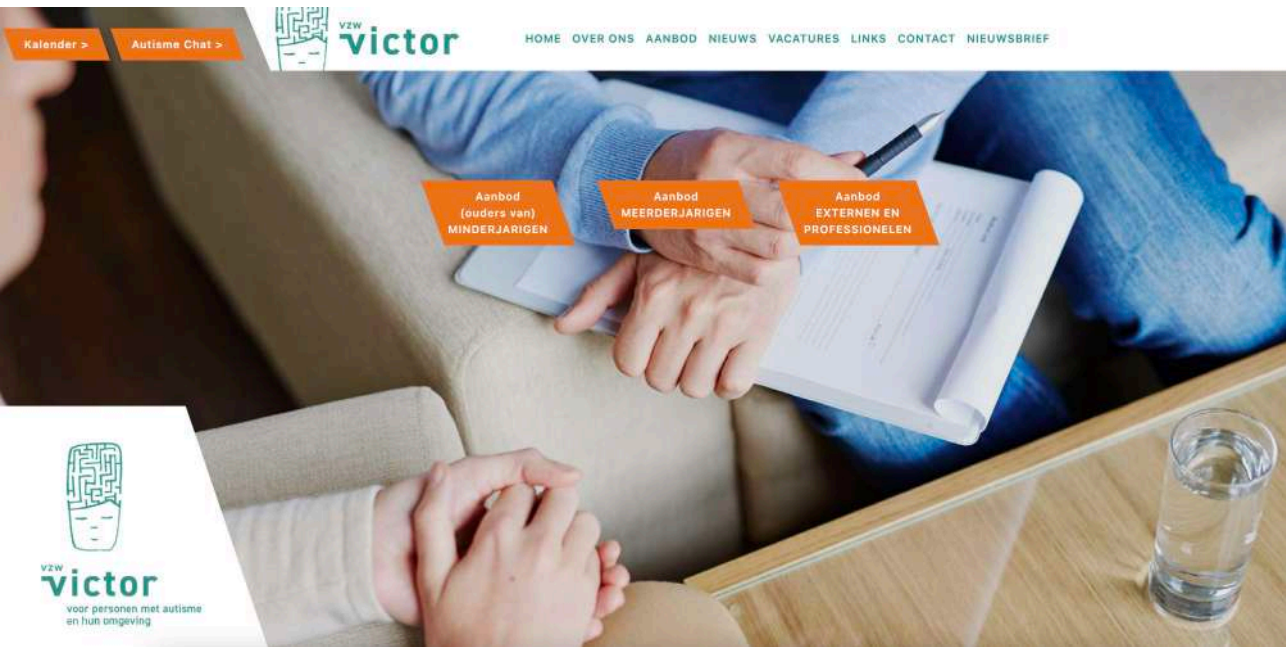 Kalender >
Autisme Chat >
vzw
victor
HOME OVER ONS AANBOD NIEUWS VACATURES LINKS CONTACT NIEUWSBRIEF
Aanbod
(ouders van)
MINDERJARIGEN
Aanbod
MEERDERJARIGEN
Aanbod
EXTERNEN EN
PROFESSIONELEN
vzw
victor
voor personen met autisme
en hun omgeving